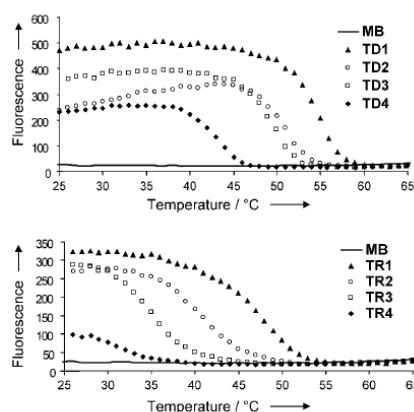 600
500
400
300
200
100
0
Fluorescence
25 30 35 40 45 50 55 60 65
Temperature / °C
MB
TD1
TD2
TD3
TD4
350
300
250
200
150
100
50
0
Fluorescence
25 30 35 40 45 50 55 60 65
Temperature / °C
MB
TR1
TR2
TR3
TR4